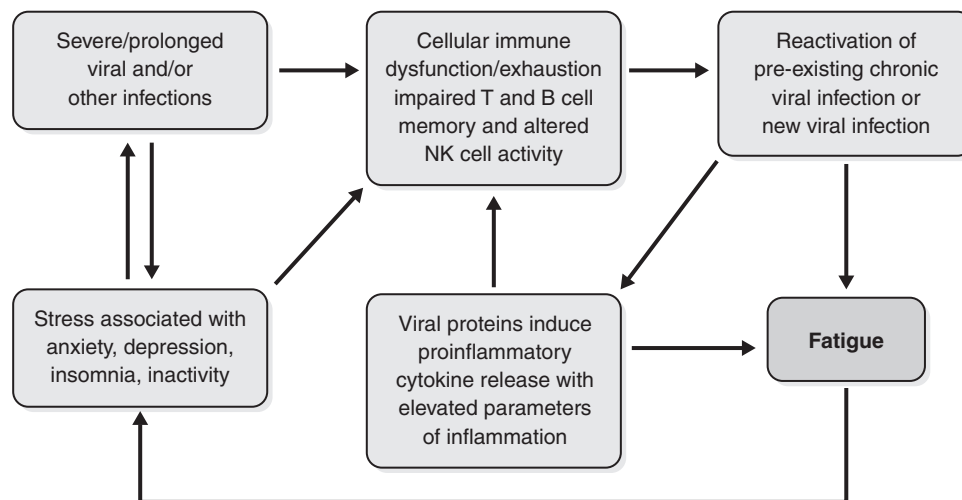 Severe/prolonged
viral and/or
other infections
Cellular immune
dysfunction/exhaustion
impaired T and B cell
memory and altered
NK cell activity
Reactivation of
pre-existing chronic
viral infection or
new viral infection
Stress associated with
anxiety, depression,
insomnia, inactivity
Viral proteins induce
proinflammatory
cytokine release with
elevated parameters
of inflammation
Fatigue